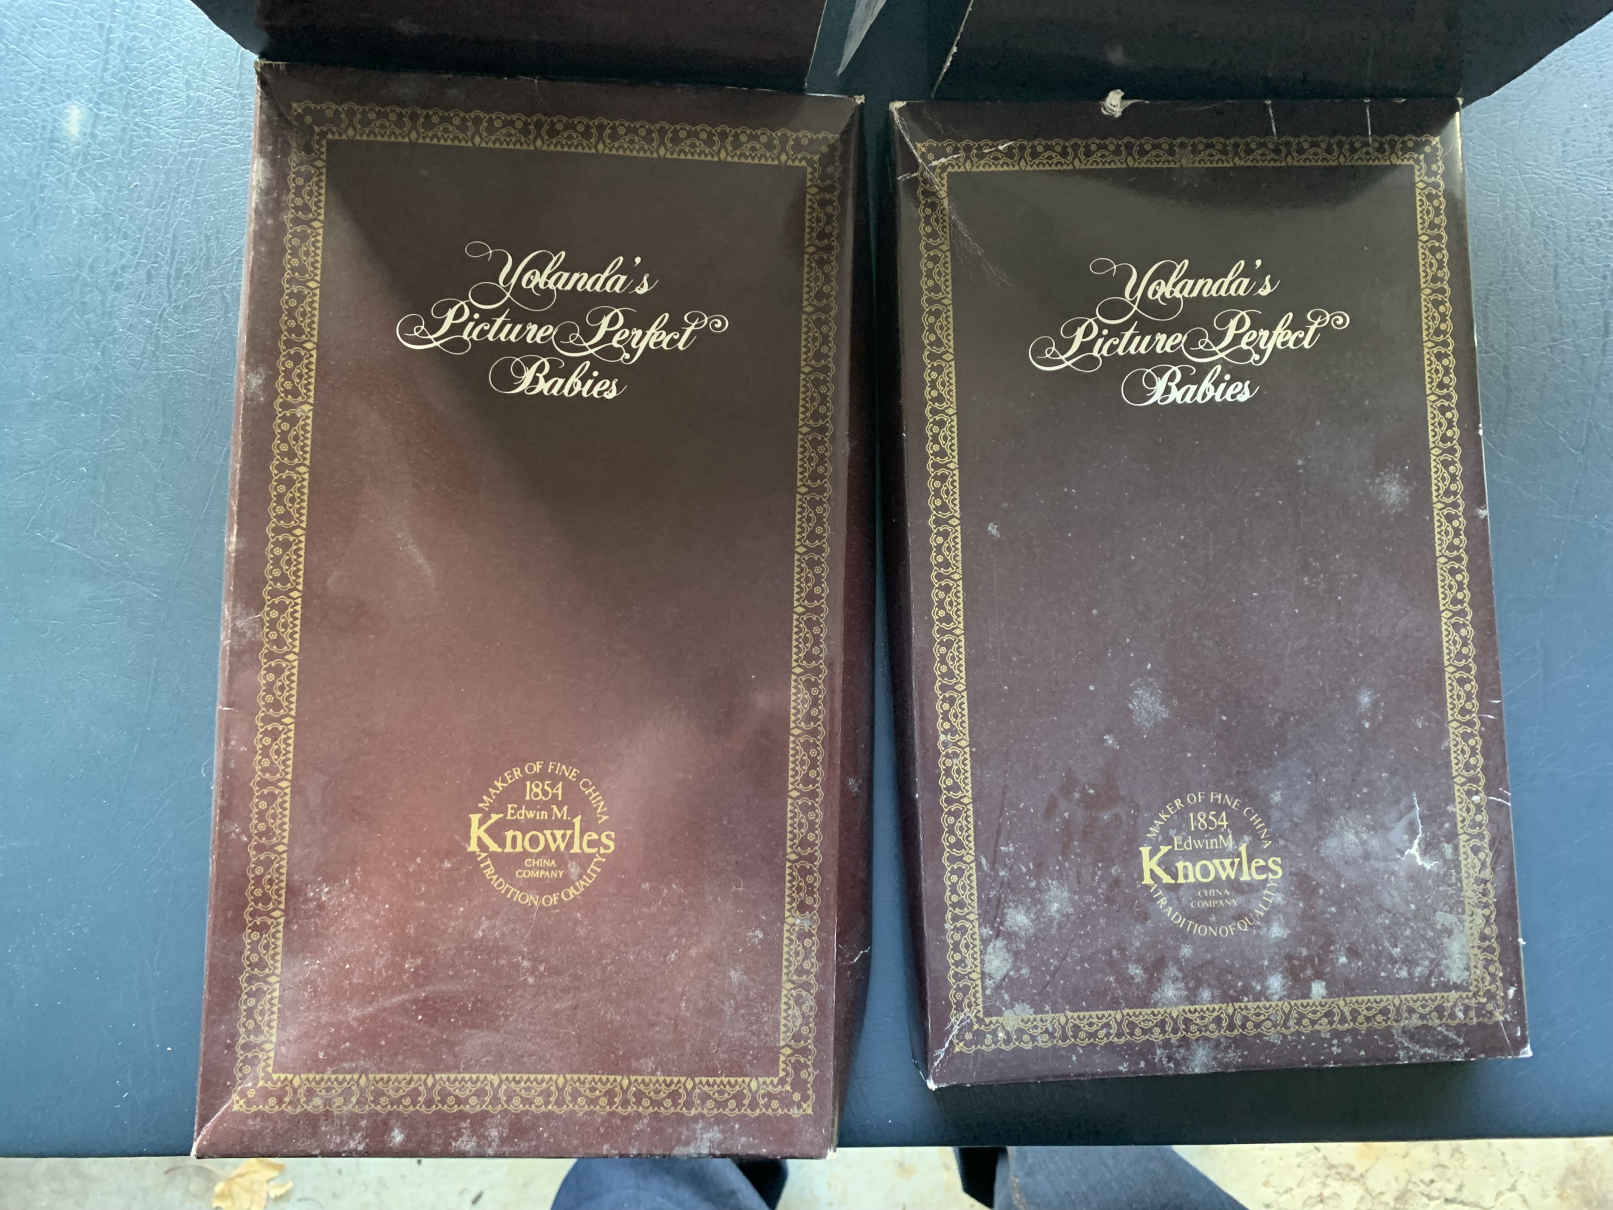 Yolanda's
Picture Perfect
Babies
MAKER OF FINE CHINA
1854
Edwin M.
Knowles
CHINA
COMPANY
A TRADITION OF QUALITY
Yolanda's
Picture Perfect
Babies
MAKER OF FINE CHINA
1854
Edwin M.
Knowles
CHINA
COMPANY
A TRADITION OF QUALITY